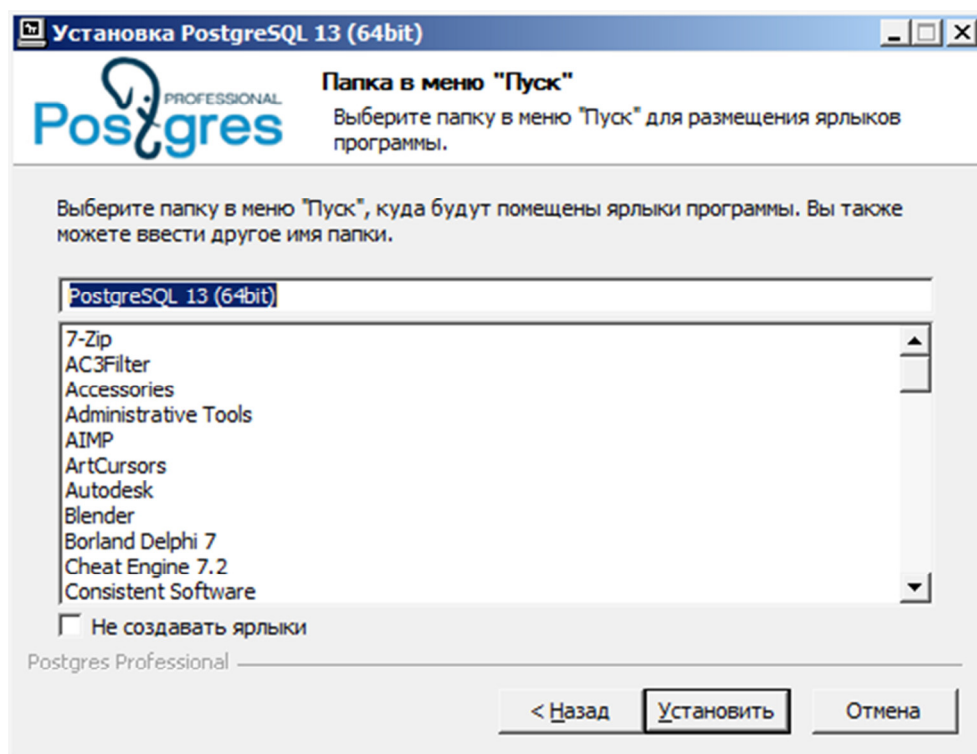 Установка PostgreSQL 13 (64bit)
PROFESSIONAL
Postgres
Папка в меню "Пуск"
Выберите папку в меню "Пуск" для размещения ярлыков
программы.
Выберите папку в меню "Пуск", куда будут помещены ярлыки программы. Вы также
можете ввести другое имя папки.
PostgreSQL 13 (64bit)
7-Zip
AC3Filter
Accessories
Administrative Tools
AIMP
ArtCursors
Autodesk
Blender
Borland Delphi 7
Cheat Engine 7.2
Consistent Software
Не создавать ярлыки
Postgres Professional
< Назад Установить Отмена